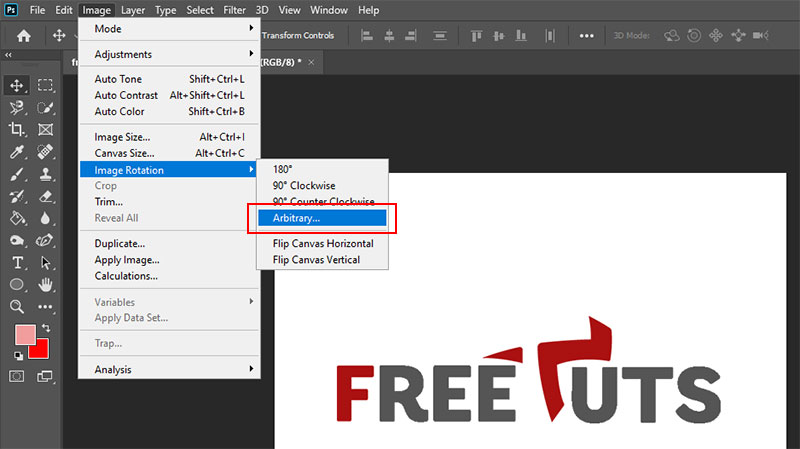 Ps File Edit Image Layer Type Select Filter 3D View Window Help
Transform Controls 3D Mode:
(RGB/8) * ×
Mode
Adjustments
Auto Tone Shift+Ctrl+L
Auto Contrast Alt+Shift+Ctrl+L
Auto Color Shift+Ctrl+B
Image Size... Alt+Ctrl+I
Canvas Size... Alt+Ctrl+C
Image Rotation
Crop
Trim...
Reveal All
Duplicate...
Apply Image...
Calculations...
Variables
Apply Data Set...
Trap...
Analysis
180°
90° Clockwise
90° Counter Clockwise
Arbitrary...
Flip Canvas Horizontal
Flip Canvas Vertical
FREETUTS